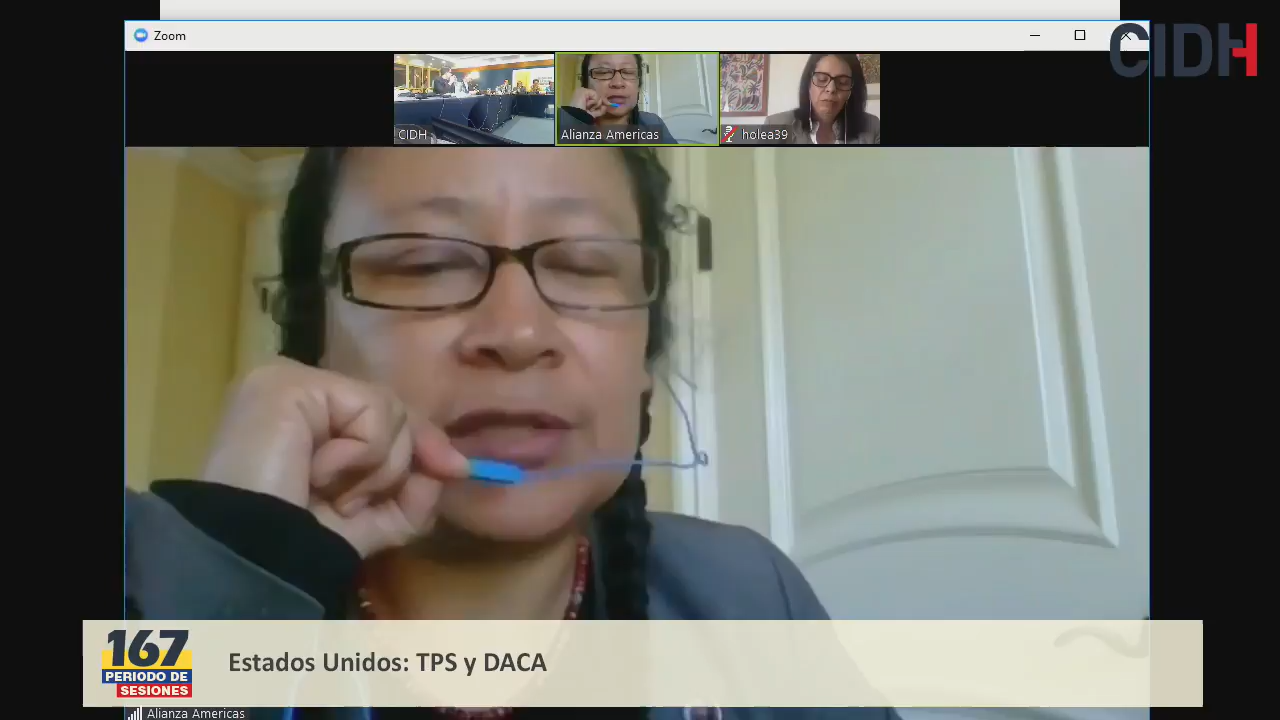 Zoom
CIDH
CIDH
Alianza Americas
holea39
167
PERIODO DE
SESIONES
Estados Unidos: TPS y DACA
Alianza Americas